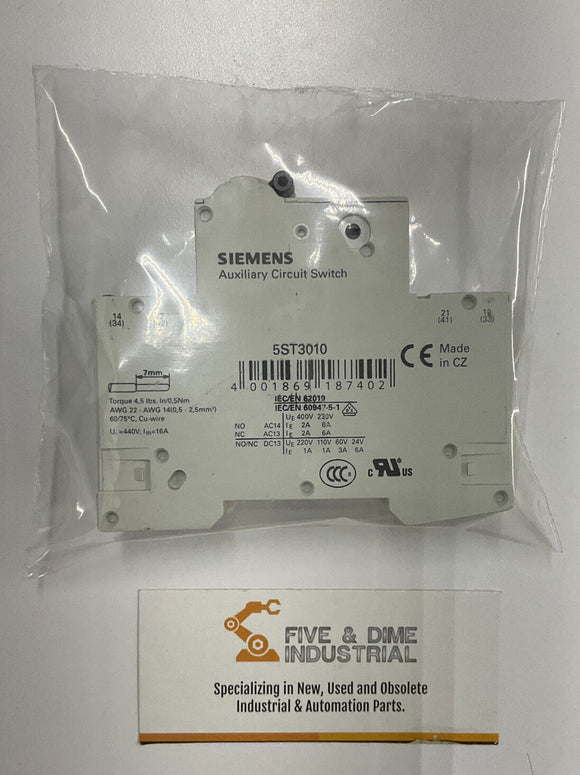 SIEMENS
Auxiliary Circuit Switch
14
(34)
21
(41)
13
(33)
5ST3010
4 001869 187402
CE
Made
in CZ
7mm
Torque 4,5 lbs. In/0,5Nm
AWG 22 - AWG 14(0,5 - 2,5mm²)
60/75°C, Cu-wire
=440V; Ith=16A
IEC/EN 62019
IEC/EN 60947-5-1
UE 400V 230V
NO AC14 IE 2A 6A
NC AC13 IE 2A 6A
NO/NC DC13 UE 220V 110V 60V 24V
IE 1A 1A 3A 6A
CCC
c RU US
FIVE & DIME
INDUSTRIAL
Specializing in New, Used and Obsolete
Industrial & Automation Parts.